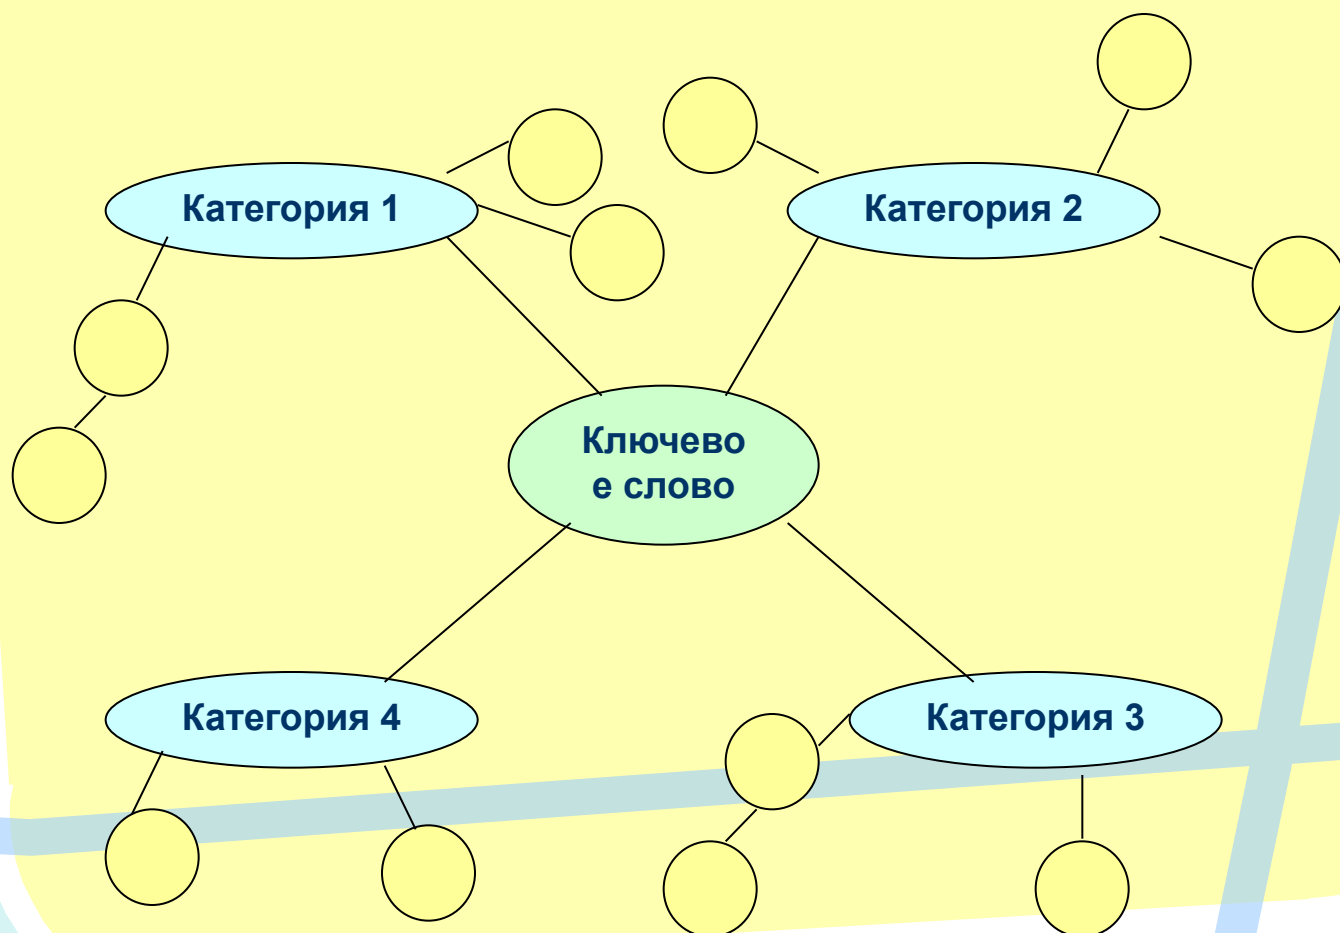 Категория 1
Категория 2
Ключево
е слово
Категория 4
Категория 3